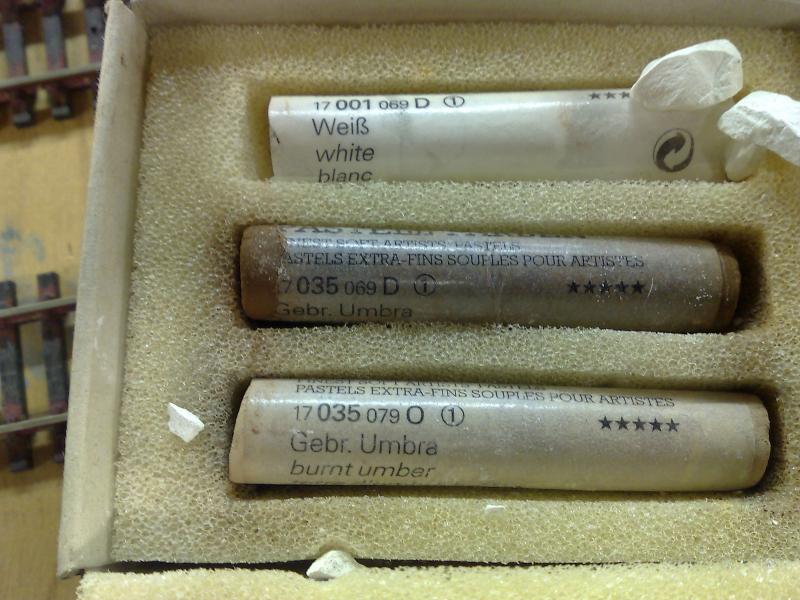 17 001 069 D ① ★★★
Weiß
white
blanc
FINEST SOFT ARTISTS' PASTELS
PASTELS EXTRA-FINS SOUPLES POUR ARTISTES
17 035 069 D ① ★★★★★
Gebr. Umbra
PASTELS EXTRA-FINS SOUPLES POUR ARTISTES
17 035 079 O ① ★★★★★
Gebr. Umbra
burnt umber